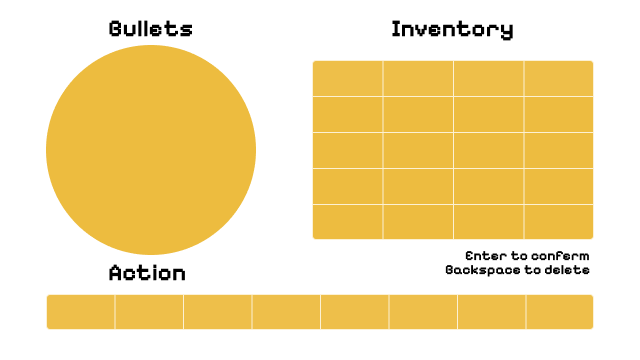 Bullets
Inventory
Enter to conferm
Backspace to delete
Action